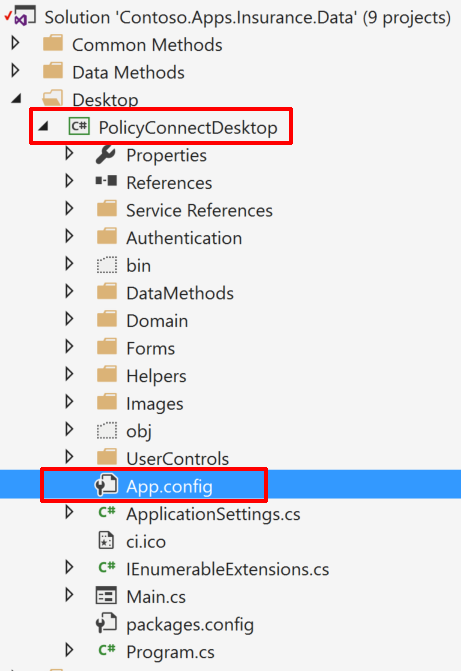 Solution 'Contoso.Apps.Insurance.Data' (9 projects)
Common Methods
Data Methods
Desktop
C# PolicyConnectDesktop
Properties
References
Service References
Authentication
bin
DataMethods
Domain
Forms
Helpers
Images
obj
UserControls
App.config
C# ApplicationSettings.cs
ci.ico
C# IEnumerableExtensions.cs
Main.cs
packages.config
C# Program.cs